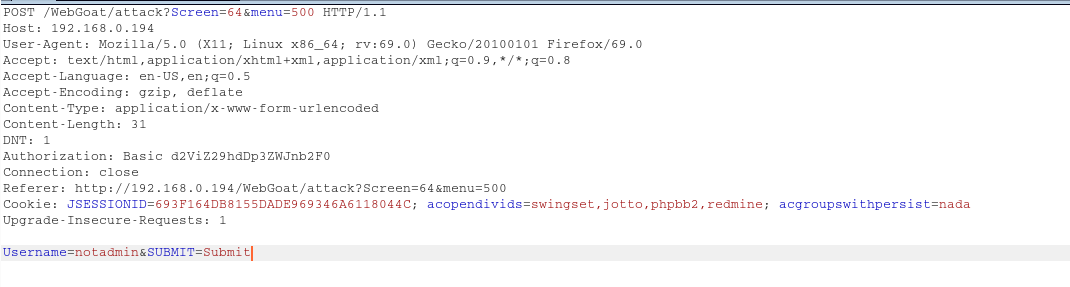 POST /WebGoat/attack?Screen=64&menu=500 HTTP/1.1
Host: 192.168.0.194
User-Agent: Mozilla/5.0 (X11; Linux x86_64; rv:69.0) Gecko/20100101 Firefox/69.0
Accept: text/html,application/xhtml+xml,application/xml;q=0.9,*/*;q=0.8
Accept-Language: en-US,en;q=0.5
Accept-Encoding: gzip, deflate
Content-Type: application/x-www-form-urlencoded
Content-Length: 31
DNT: 1
Authorization: Basic d2ViZ29hdDp3ZWJnb2F0
Connection: close
Referer: http://192.168.0.194/WebGoat/attack?Screen=64&menu=500
Cookie: JSESSIONID=693F164DB8155DADE969346A6118044C; acopendivids=swingset,jotto,phpbb2,redmine; acgroupswithpersist=nada
Upgrade-Insecure-Requests: 1
Username=notadmin&SUBMIT=Submit